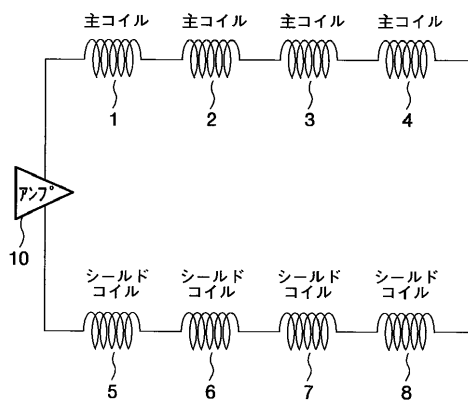 主コイル 主コイル 主コイル 主コイル
1 2 3 4
アンプ
10
シールド シールド シールド シールド
コイル コイル コイル コイル
5 6 7 8